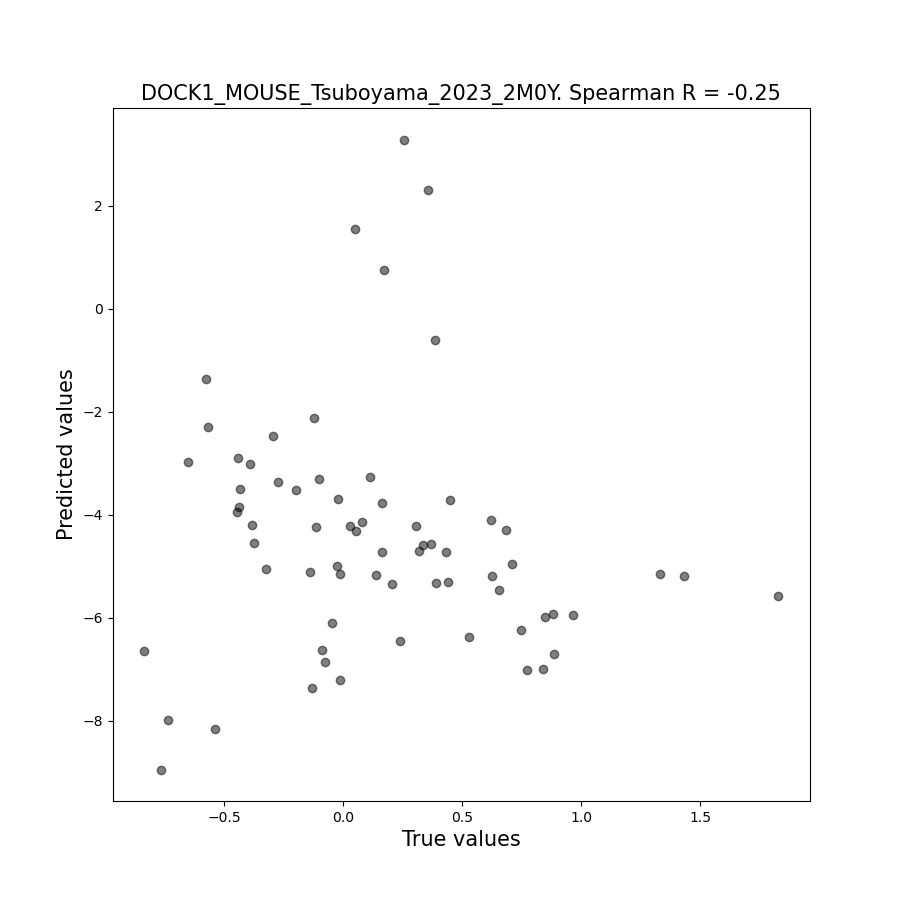 DOCK1_MOUSE_Tsuboyama_2023_2M0Y. Spearman R = -0.25
2
0
−2
−4
−6
−8
Predicted values
−0.5 0.0 0.5 1.0 1.5
True values